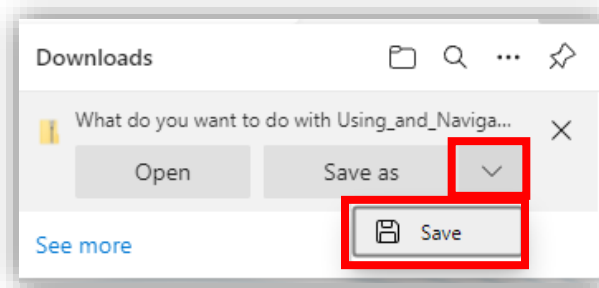 Downloads
What do you want to do with Using_and_Naviga...
Open Save as
Save
See more